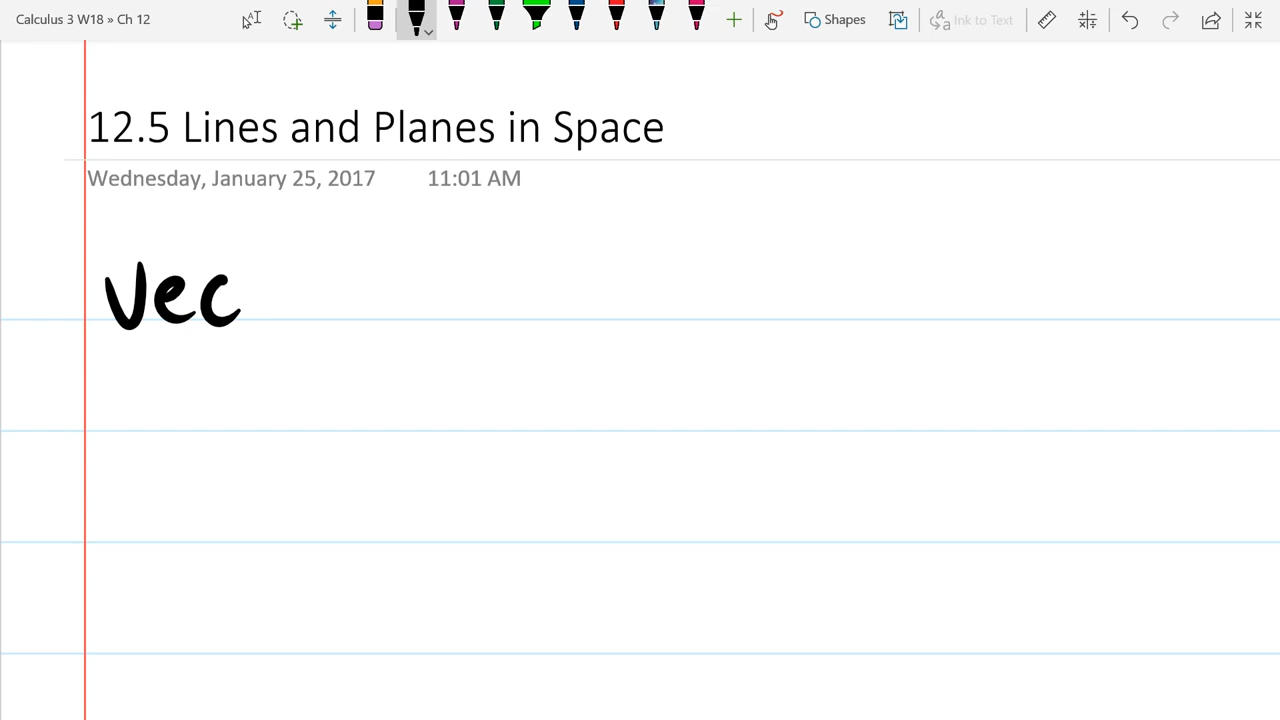 Calculus 3 W18 » Ch 12
Shapes
Ink to Text
12.5 Lines and Planes in Space
Wednesday, January 25, 2017 11:01 AM
Vec